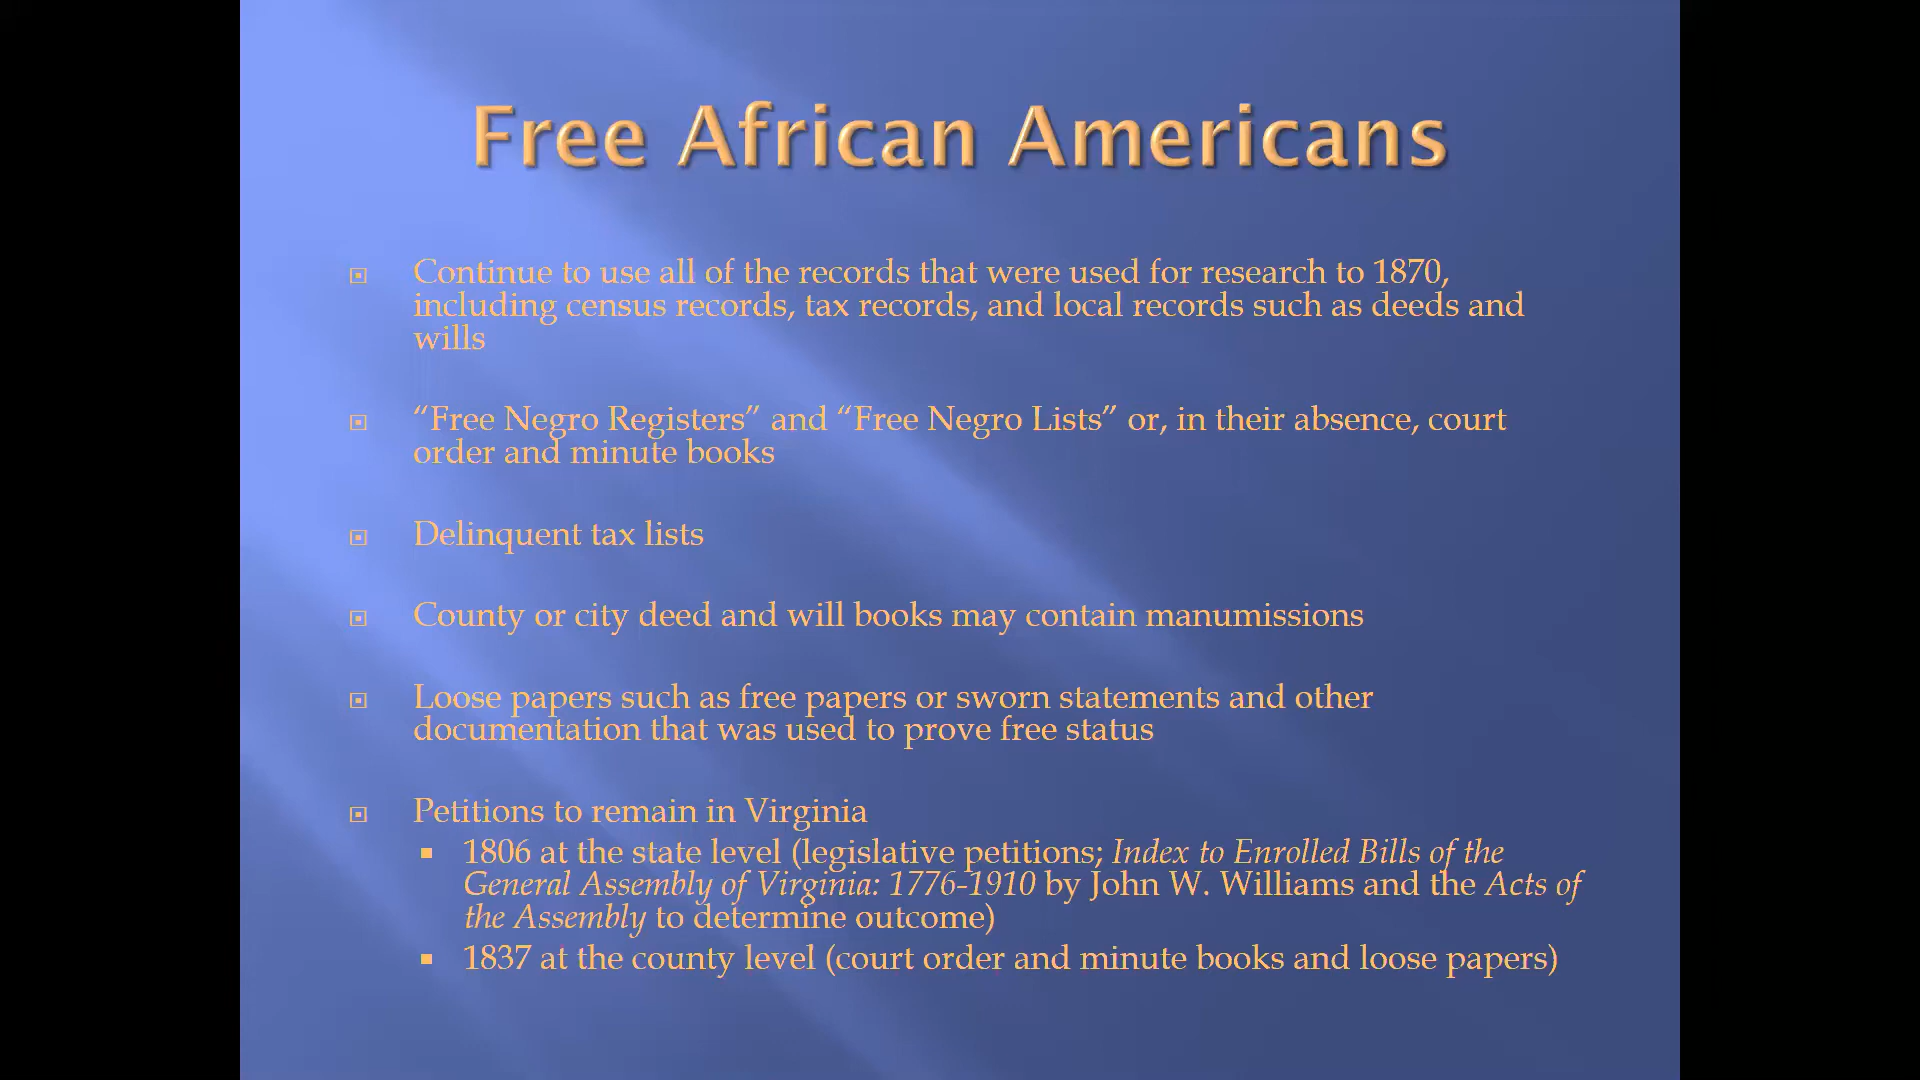 Free African Americans
Continue to use all of the records that were used for research to 1870,
including census records, tax records, and local records such as deeds and
wills
“Free Negro Registers” and “Free Negro Lists” or, in their absence, court
order and minute books
Delinquent tax lists
County or city deed and will books may contain manumissions
Loose papers such as free papers or sworn statements and other
documentation that was used to prove free status
Petitions to remain in Virginia
1806 at the state level (legislative petitions; Index to Enrolled Bills of the
General Assembly of Virginia: 1776-1910 by John W. Williams and the Acts of
the Assembly to determine outcome)
1837 at the county level (court order and minute books and loose papers)